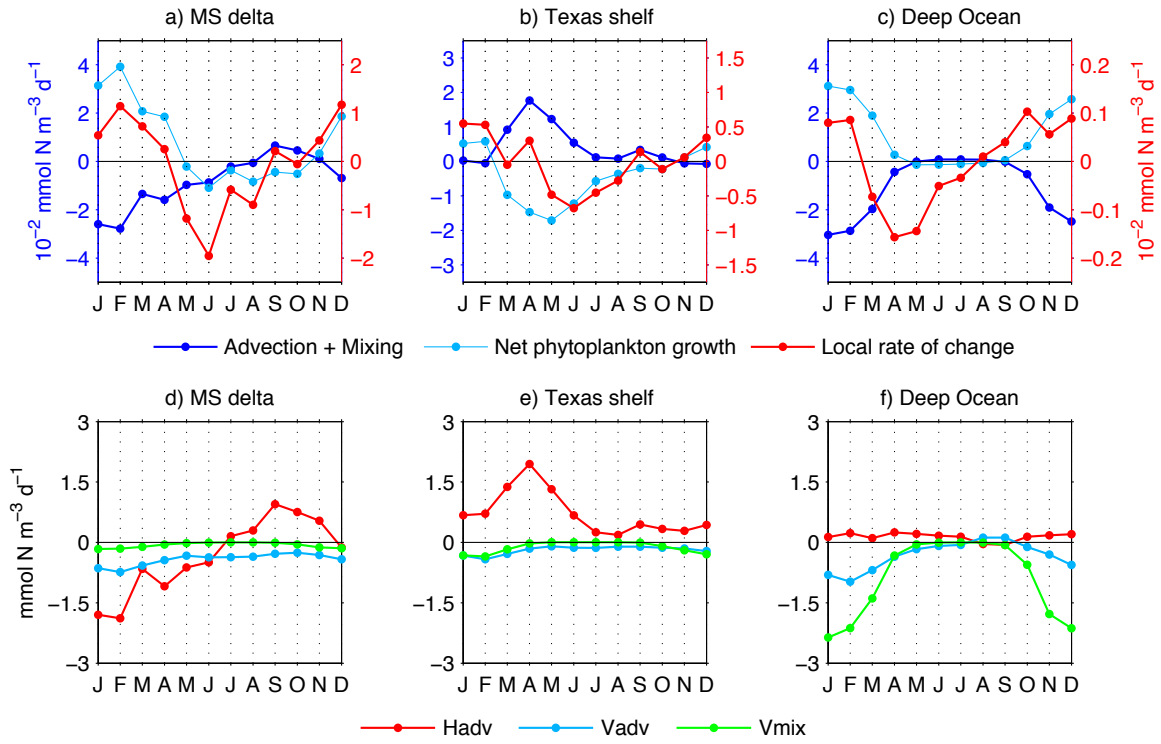 a) MS delta
b) Texas shelf
c) Deep Ocean
10⁻² mmol N m⁻³ d⁻¹
4
2
0
−2
−4
2
1
0
−1
−2
3
2
1
0
−1
−2
−3
1.5
1
0.5
0
−0.5
−1
−1.5
4
2
0
−2
−4
0.2
0.1
0
−0.1
−0.2
10⁻² mmol N m⁻³ d⁻¹
J F M A M J J A S O N D
J F M A M J J A S O N D
J F M A M J J A S O N D
Advection + Mixing Net phytoplankton growth Local rate of change
d) MS delta
e) Texas shelf
f) Deep Ocean
mmol N m⁻³ d⁻¹
3
1.5
0
−1.5
−3
3
1.5
0
−1.5
−3
3
1.5
0
−1.5
−3
J F M A M J J A S O N D
J F M A M J J A S O N D
J F M A M J J A S O N D
Hadv Vadv Vmix